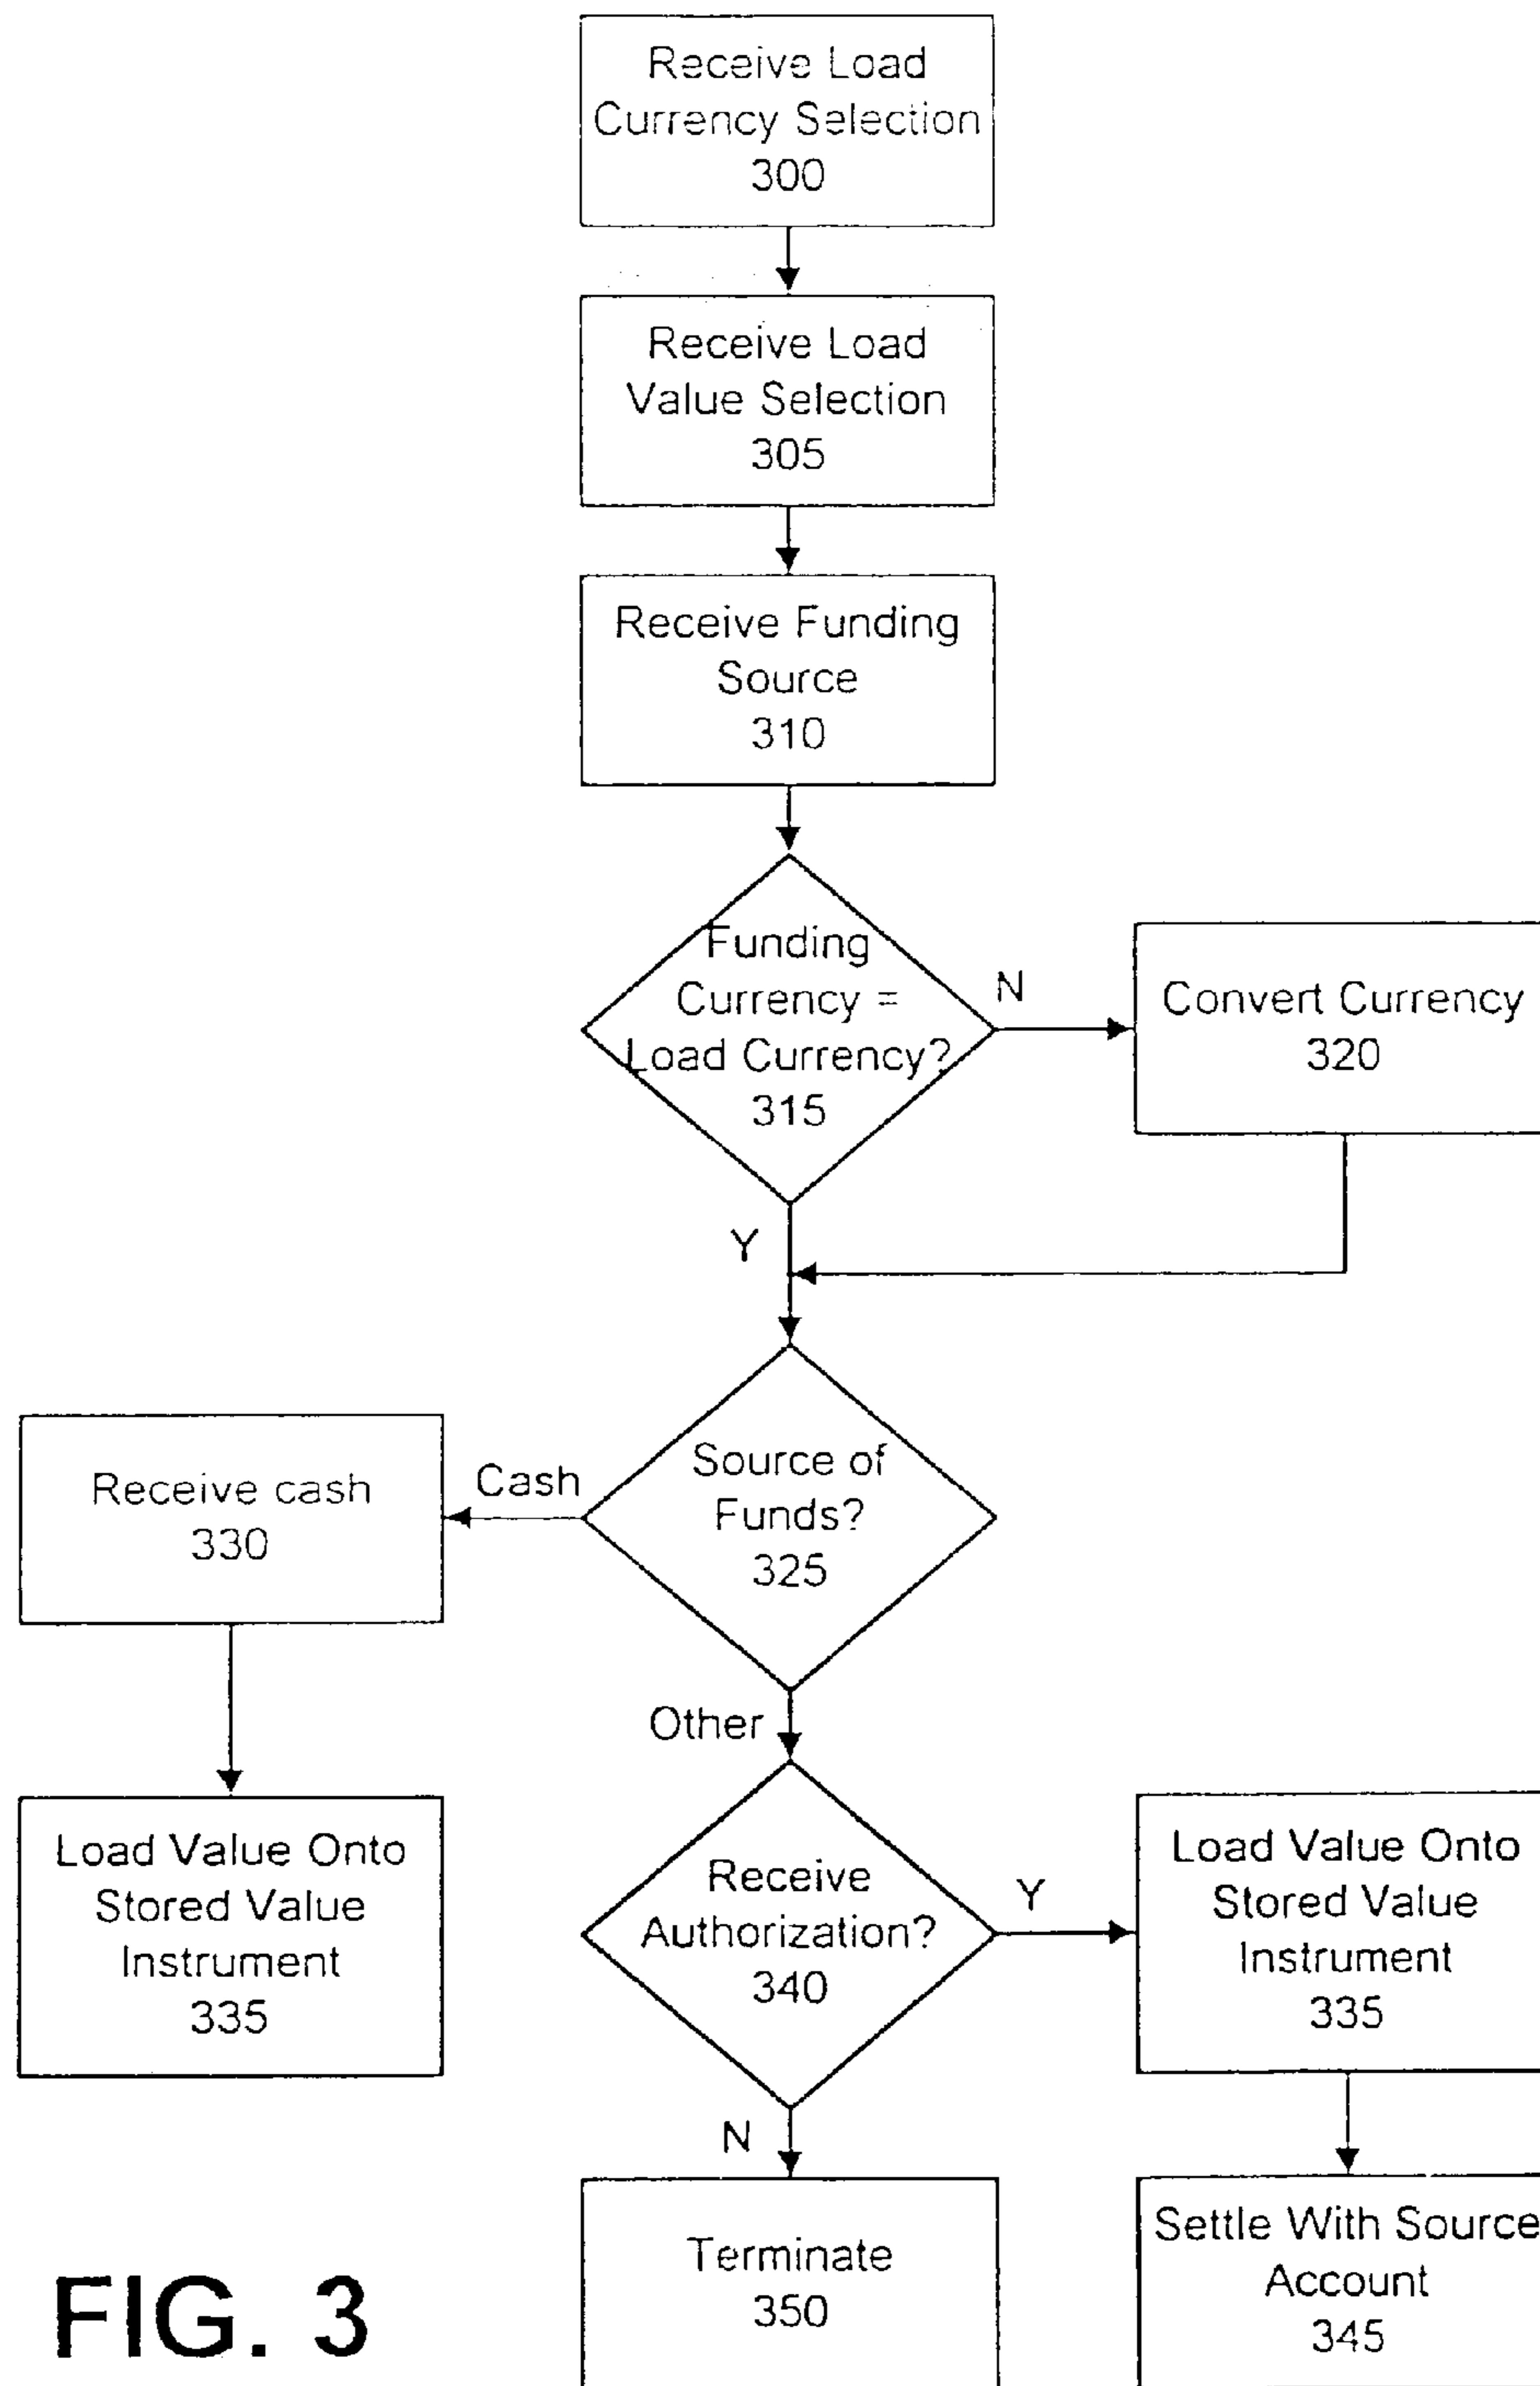 Receive Load
Currency Selection
300
Receive Load
Value Selection
305
Receive Funding
Source
310
Funding
Currency =
Load Currency?
315
N
Convert Currency
320
Y
Source of
Funds?
325
Cash
Receive cash
330
Load Value Onto
Stored Value
Instrument
335
Other
Receive
Authorization?
340
Y
Load Value Onto
Stored Value
Instrument
335
N
Terminate
350
Settle With Source
Account
345
FIG. 3